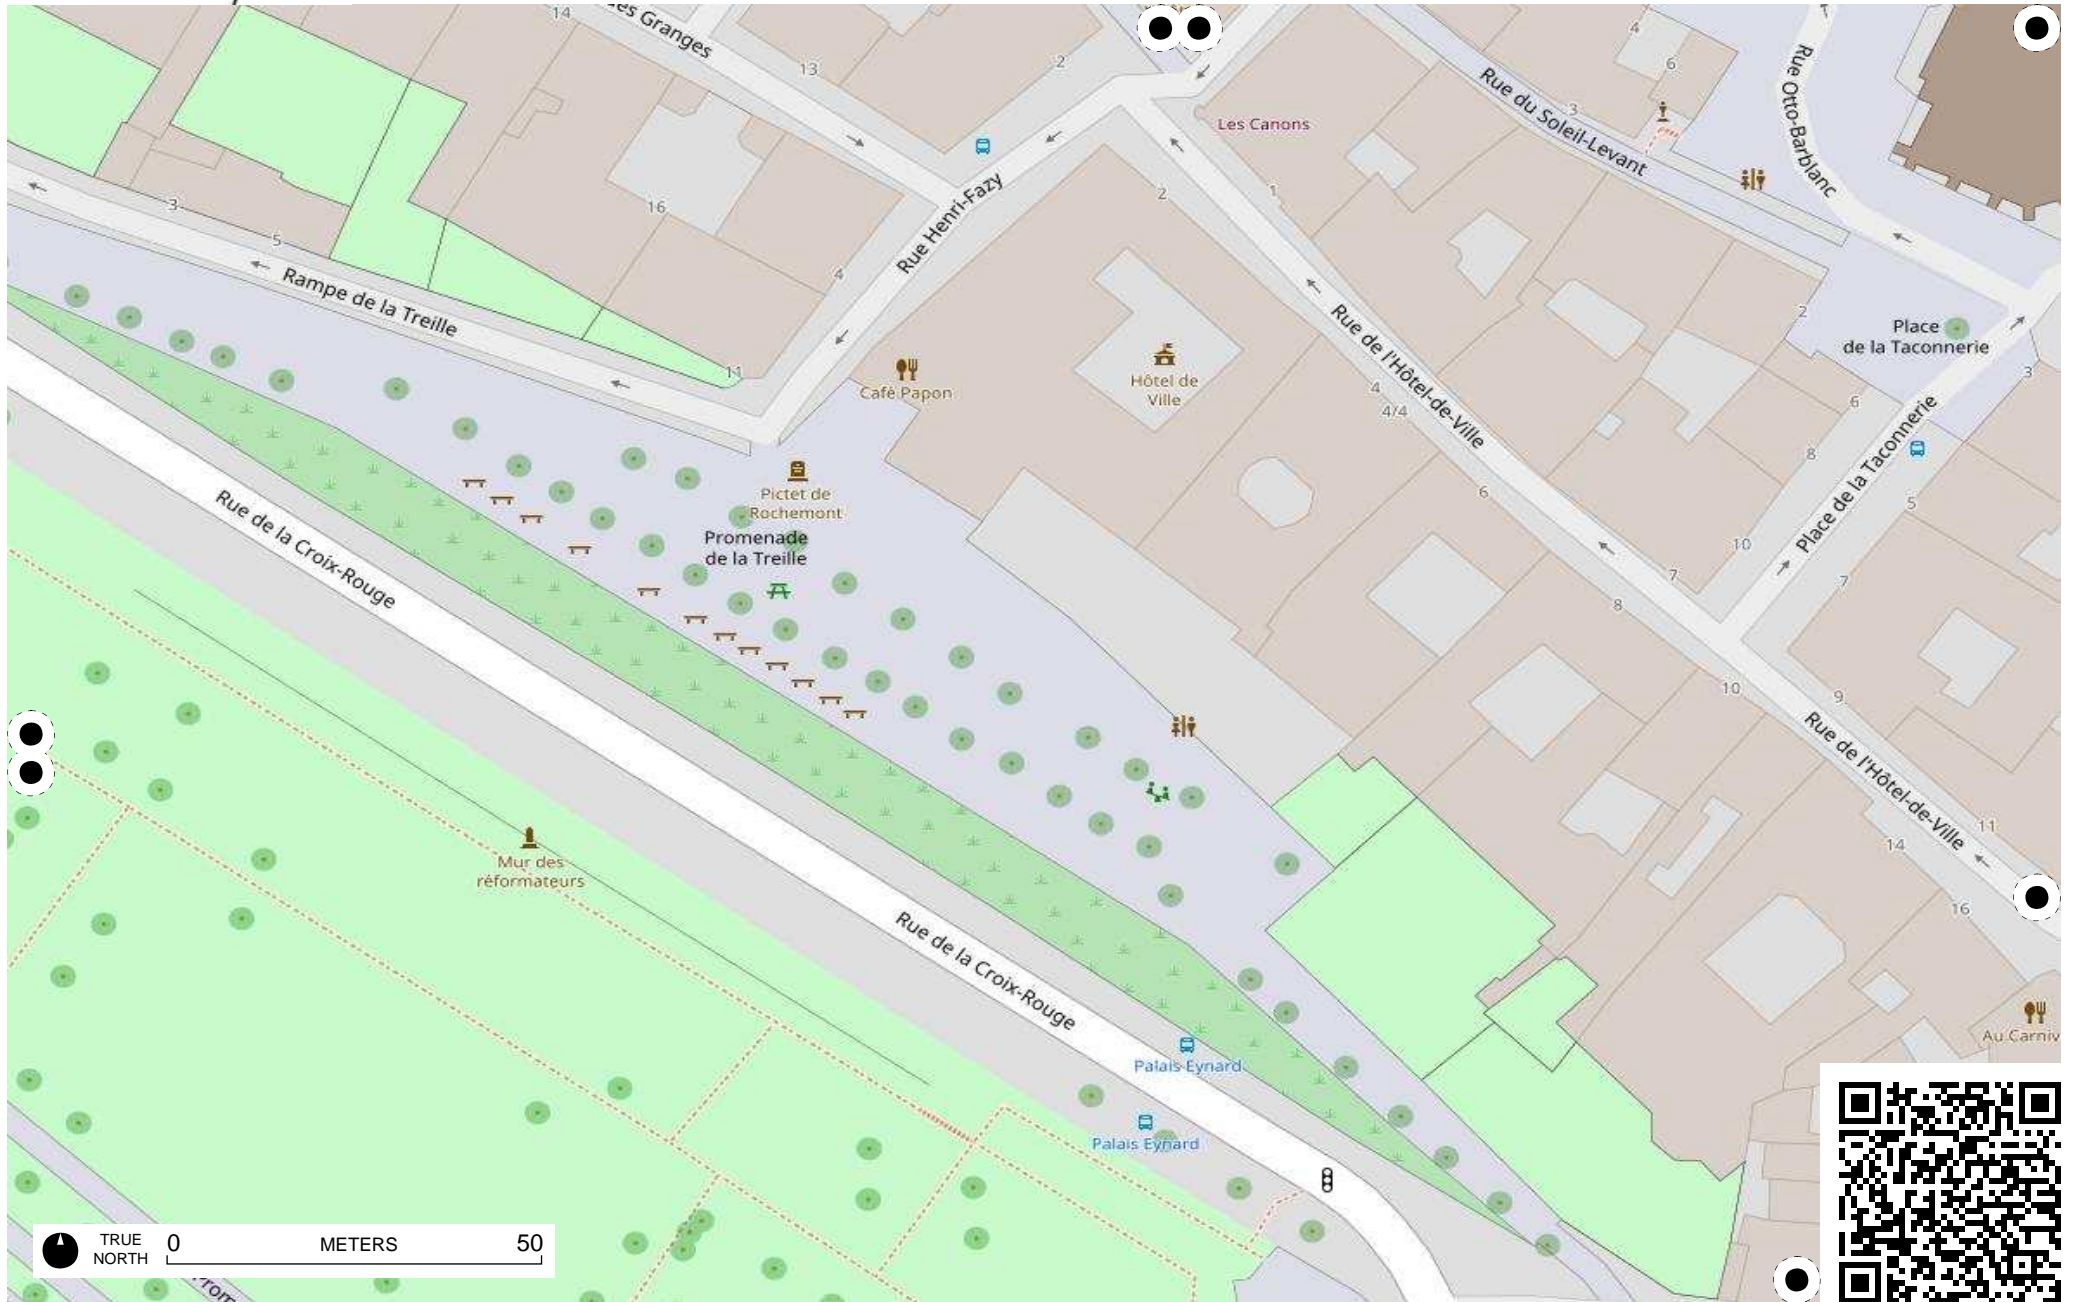 14
es Granges
13
2
4
6
Rue Otto-Barblanc
Rue du Soleil-Levant
3
Les Canons
3
5
16
4
2
1
Rue Henri-Fazy
Rampe de la Treille
11
Café Papon
Hôtel de
Ville
Rue de l'Hôtel-de-Ville
4
4/4
2
Place
de la Taconnerie
3
6
8
Place de la Taconnerie
5
10
7
6
7
8
Pictet de
Rochemont
Promenade
de la Treille
Rue de la Croix-Rouge
10
9
Rue de l'Hôtel-de-Ville
11
14
16
Mur des
réformateurs
Rue de la Croix-Rouge
Au Carniv
Palais Eynard
Palais Eynard
TRUE
NORTH
0 METERS 50
Prom